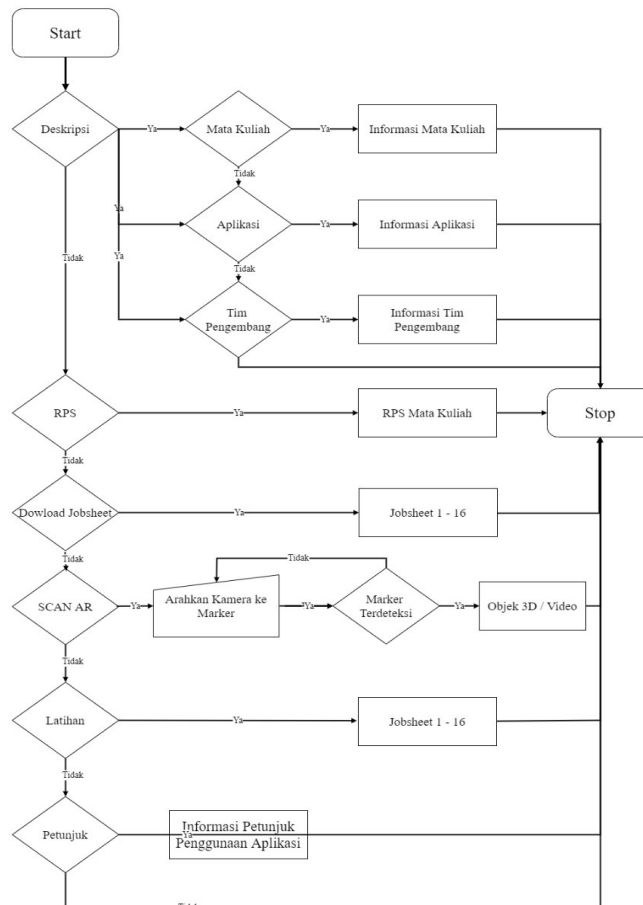 Start
Deskripsi
Ya
Mata Kuliah
Ya
Informasi Mata Kuliah
Tidak
Ya
Aplikasi
Ya
Informasi Aplikasi
Tidak
Ya
Tidak
Tim
Pengembang
Ya
Informasi Tim
Pengembang
RPS
Ya
RPS Mata Kuliah
Stop
Tidak
Dowload Jobsheet
Ya
Jobsheet 1 - 16
Tidak
Tidak
SCAN AR
Ya
Arahkan Kamera ke
Marker
Ya
Marker
Terdeteksi
Ya
Objek 3D / Video
Tidak
Latihan
Ya
Jobsheet 1 - 16
Tidak
Petunjuk
Ya
Informasi Petunjuk
Penggunaan Aplikasi
Tidak